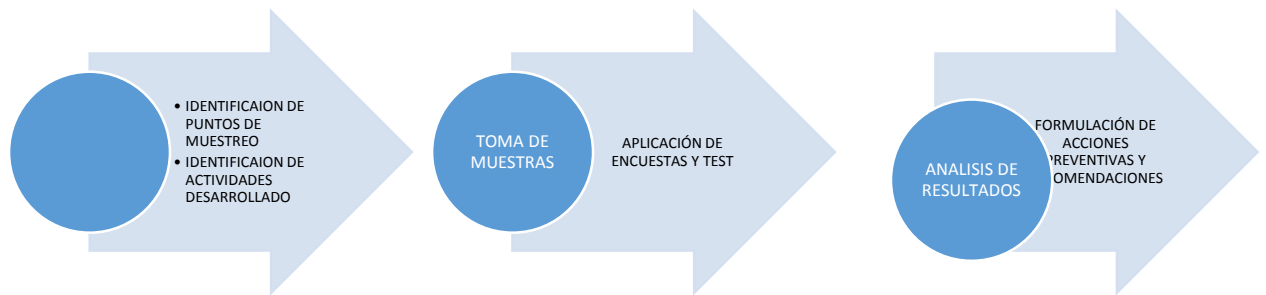 • IDENTIFICAION DE
PUNTOS DE
MUESTREO
• IDENTIFICAION DE
ACTIVIDADES
DESARROLLADO
TOMA DE
MUESTRAS
APLICACIÓN DE
ENCUESTAS Y TEST
ANALISIS DE
RESULTADOS
FORMULACIÓN DE
ACCIONES
PREVENTIVAS Y